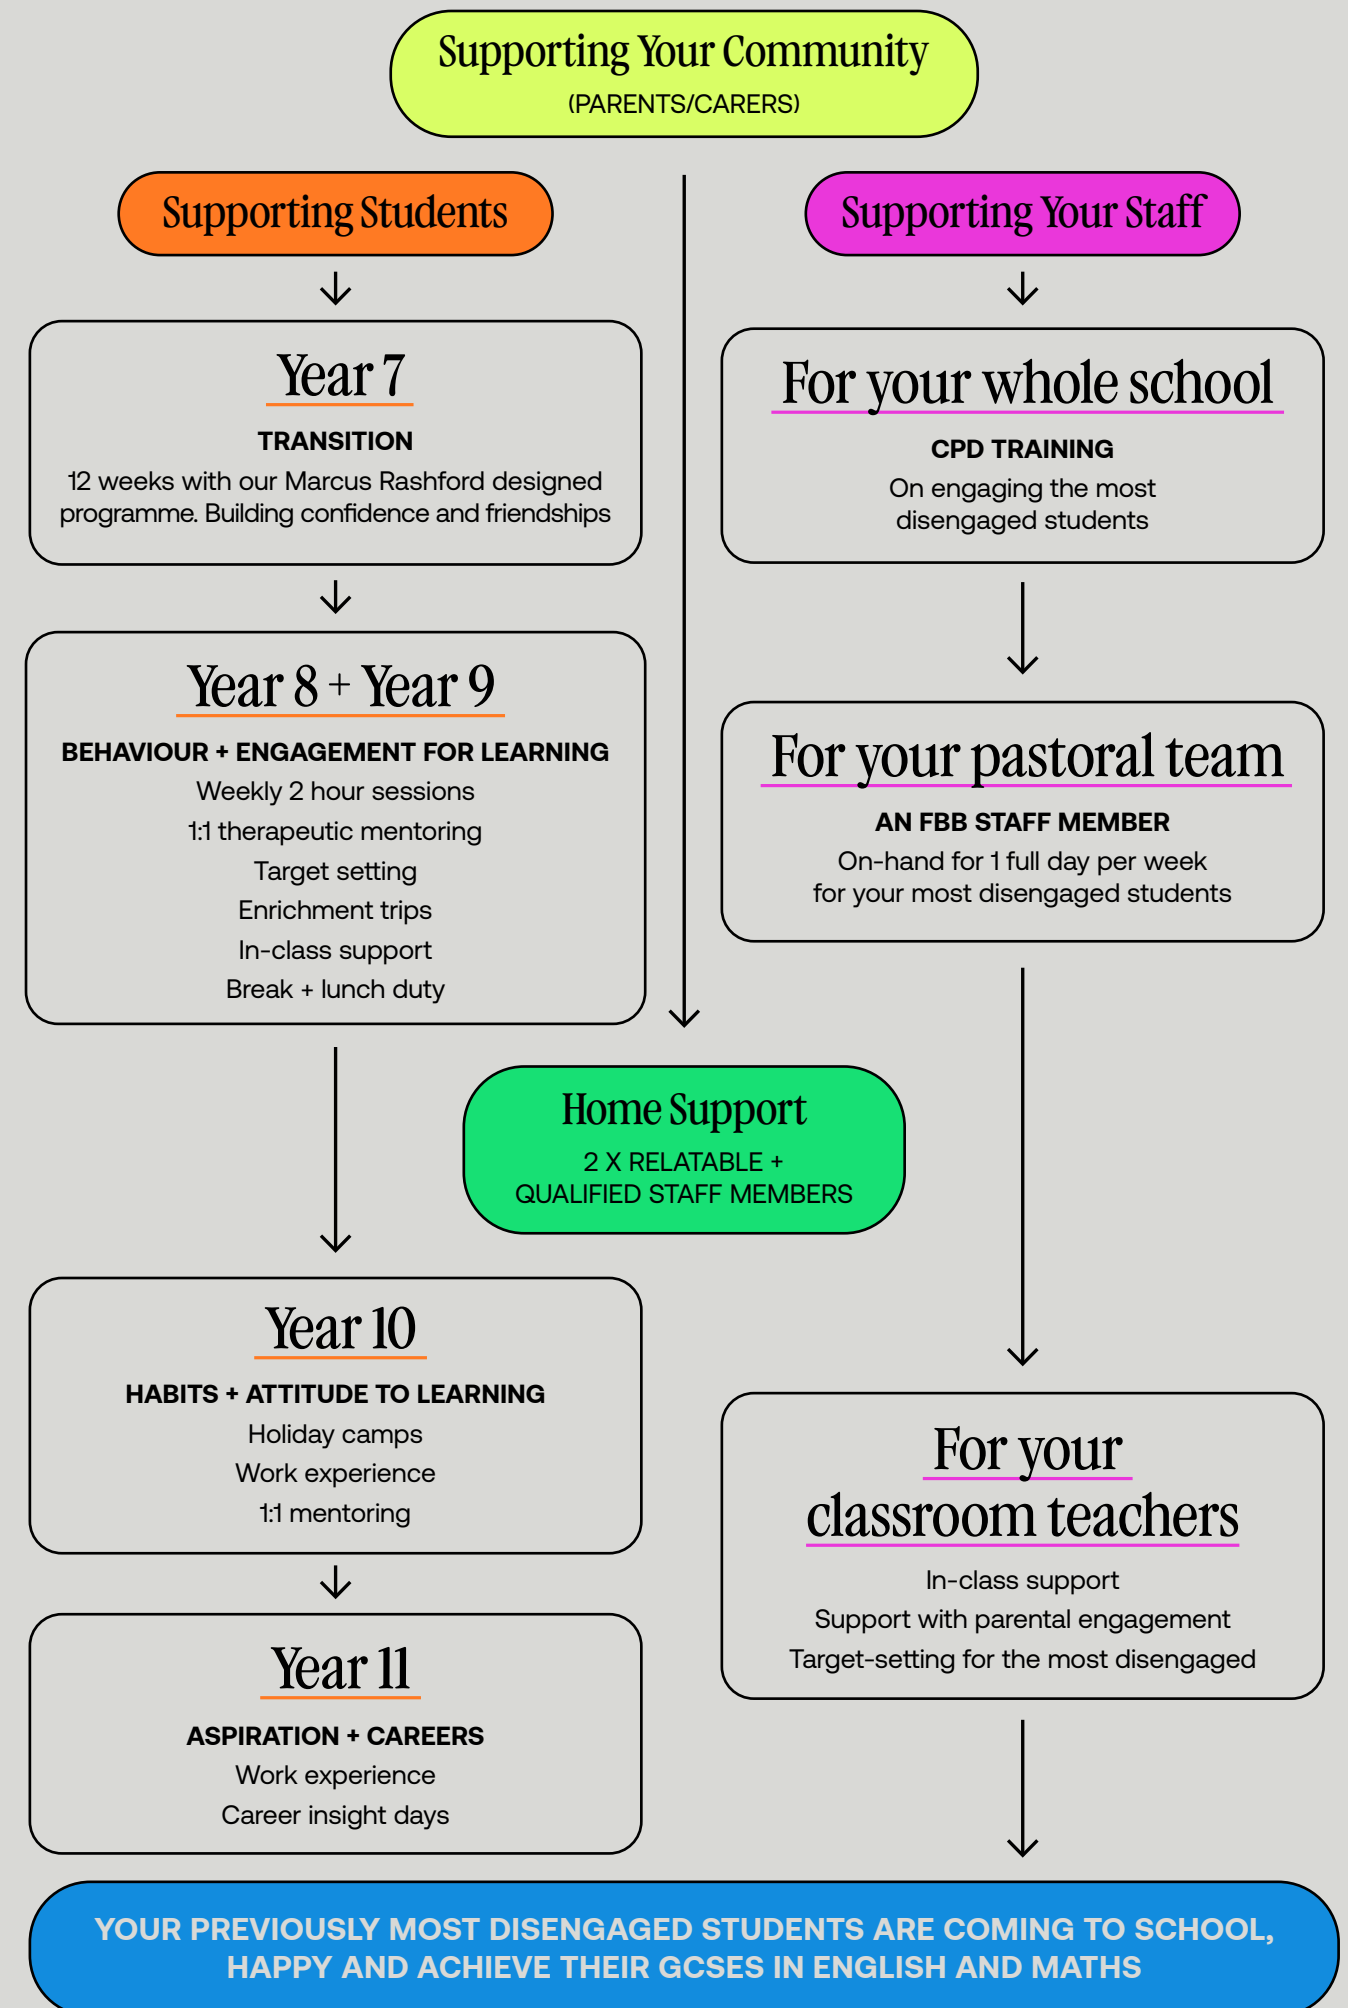 Supporting Your Community
(PARENTS/CARERS)
Supporting Students
Year 7
TRANSITION
12 weeks with our Marcus Rashford designed
programme. Building confidence and friendships
Year 8 + Year 9
BEHAVIOUR + ENGAGEMENT FOR LEARNING
Weekly 2 hour sessions
1:1 therapeutic mentoring
Target setting
Enrichment trips
In-class support
Break + lunch duty
Home Support
2 X RELATABLE +
QUALIFIED STAFF MEMBERS
Year 10
HABITS + ATTITUDE TO LEARNING
Holiday camps
Work experience
1:1 mentoring
Year 11
ASPIRATION + CAREERS
Work experience
Career insight days
Supporting Your Staff
For your whole school
CPD TRAINING
On engaging the most
disengaged students
For your pastoral team
AN FBB STAFF MEMBER
On-hand for 1 full day per week
for your most disengaged students
For your
classroom teachers
In-class support
Support with parental engagement
Target-setting for the most disengaged
YOUR PREVIOUSLY MOST DISENGAGED STUDENTS ARE COMING TO SCHOOL,
HAPPY AND ACHIEVE THEIR GCSES IN ENGLISH AND MATHS